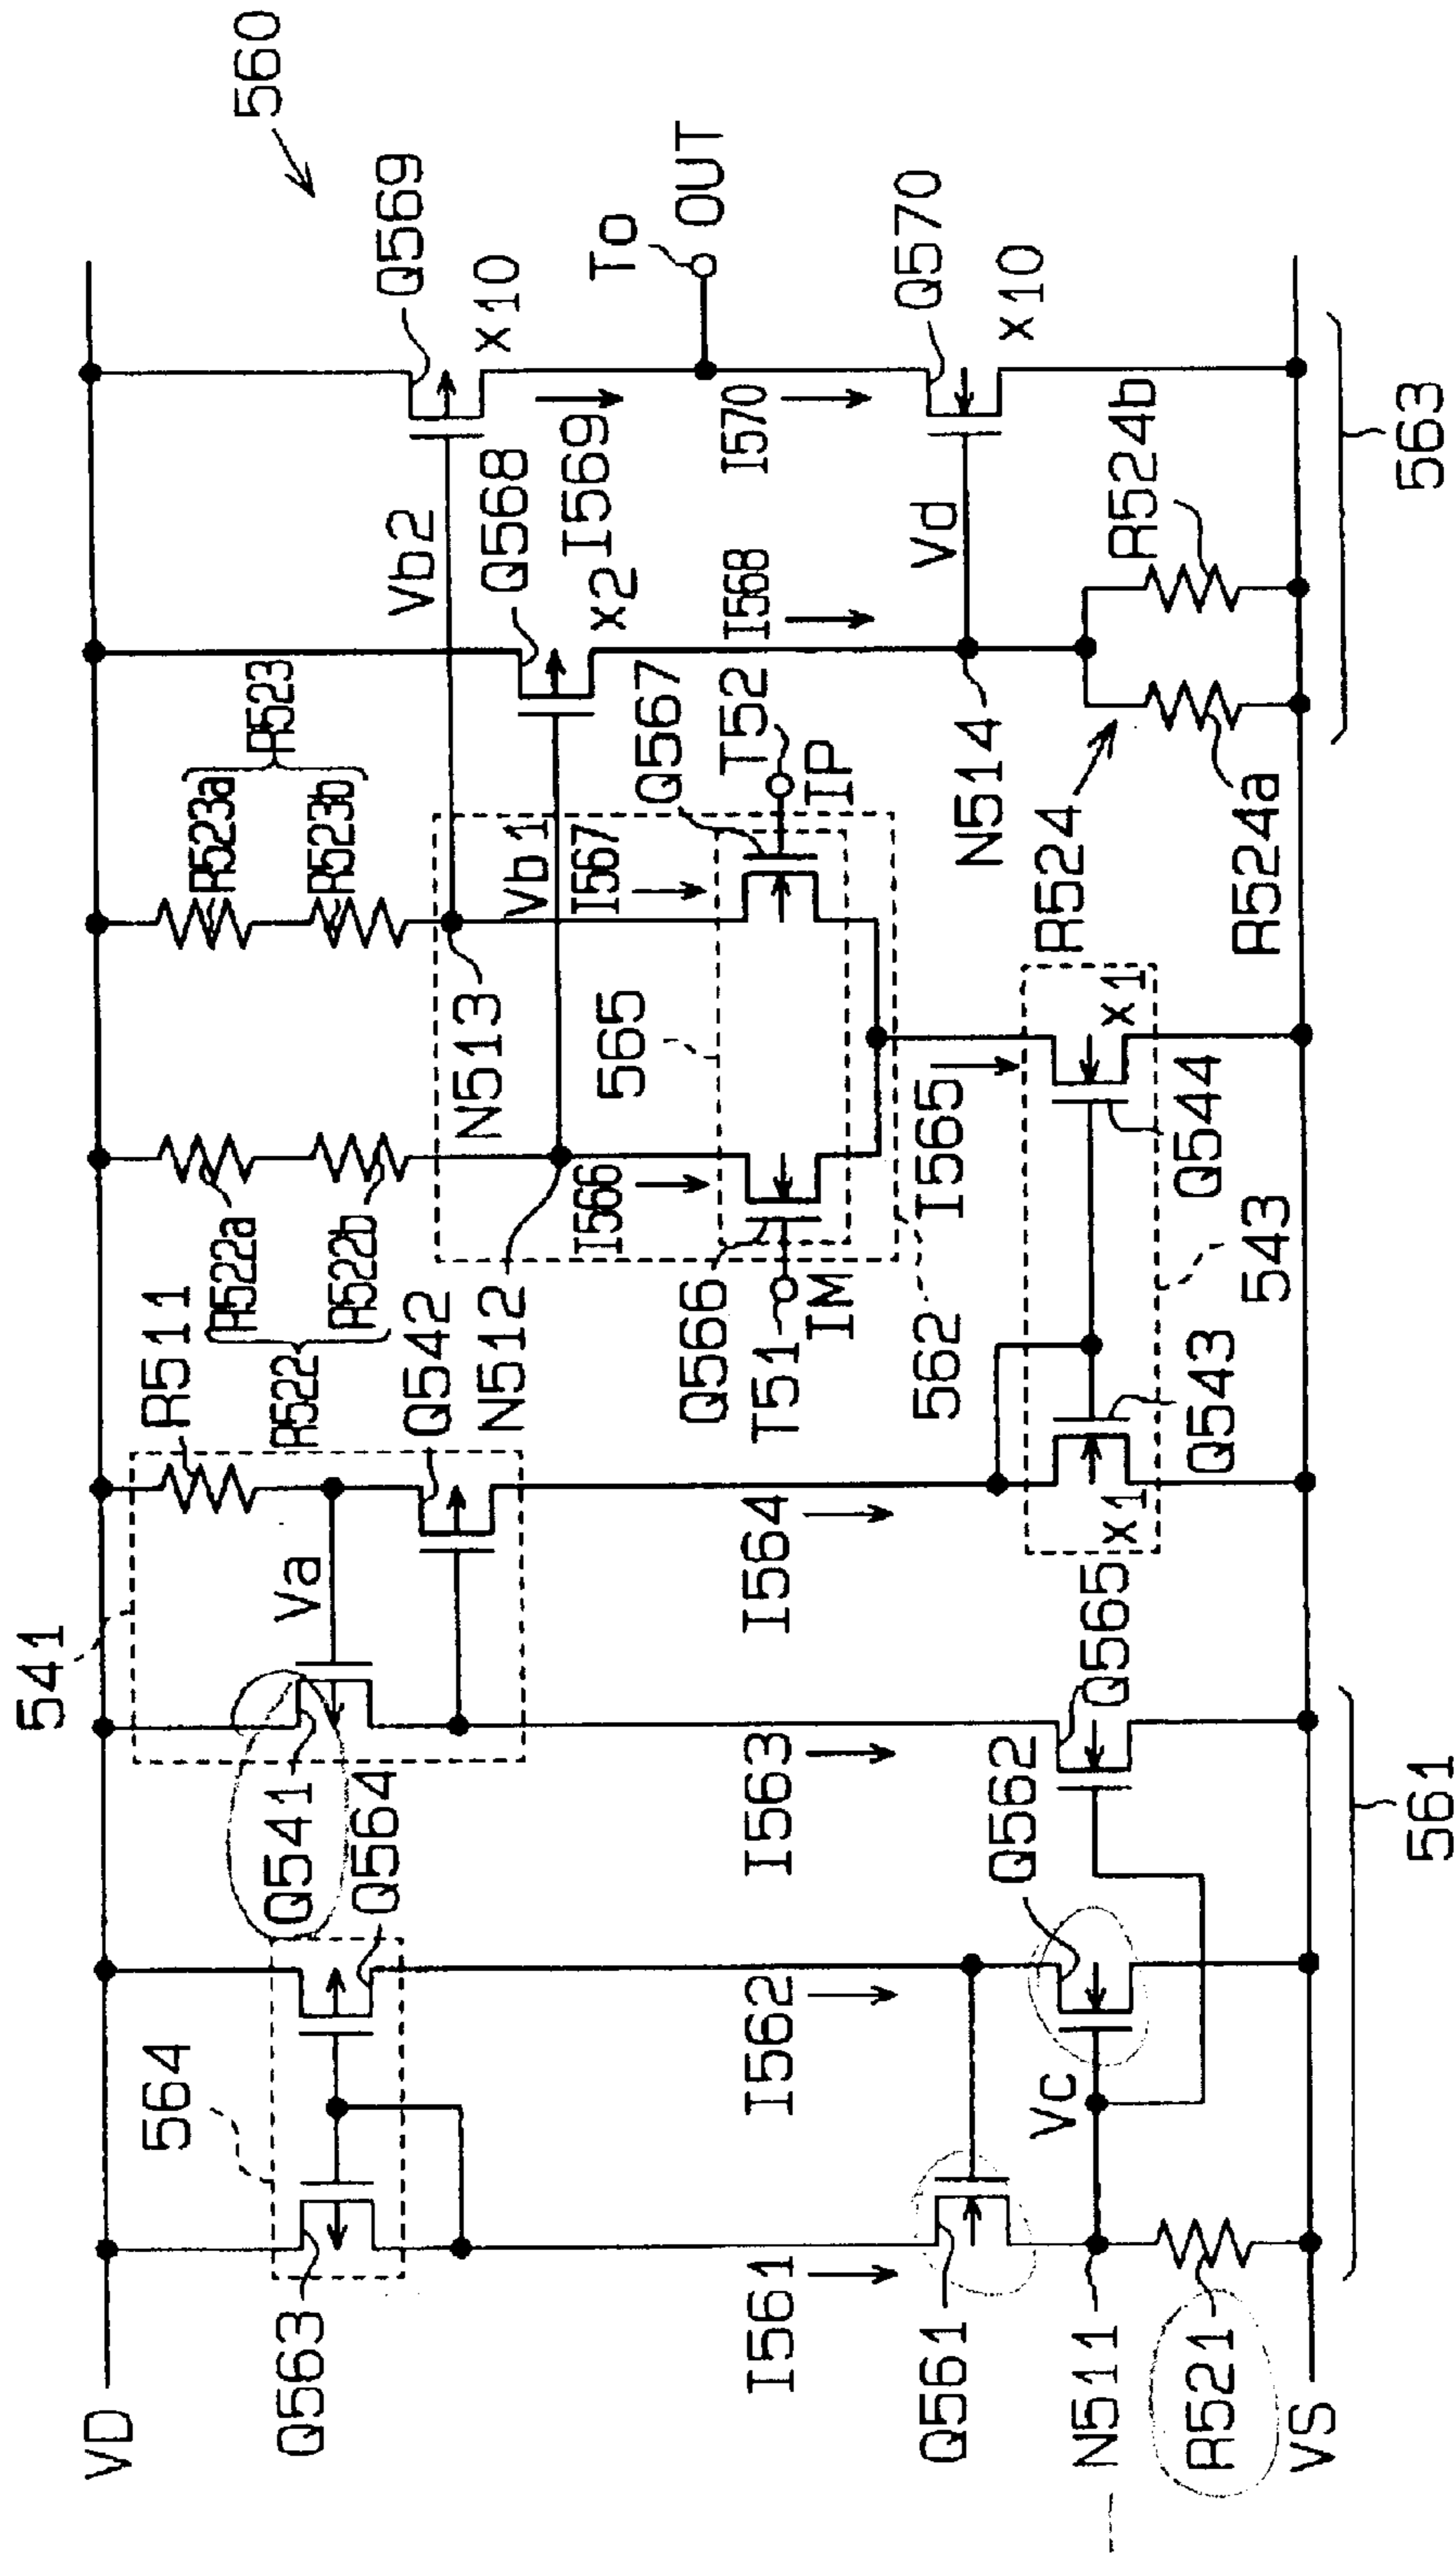 560
VD
VS
541
564
Q563
Q564
Q541
Va
R511
Q542
R522a
R522b
R522
R523a
R523b
R523
Vb2
Q569
x10
Q568
x2
I569
To
OUT
N513
N512
Vb1
I566
I567
565
Q566
Q567
T51
IM
T52
IP
562
I561
I562
I563
I564
I565
I568
I570
Q561
Q562
Vc
N511
R521
Q565
x1
Q543
543
Q544
x1
N514
Vd
Q570
x10
R524
R524a
R524b
561
563